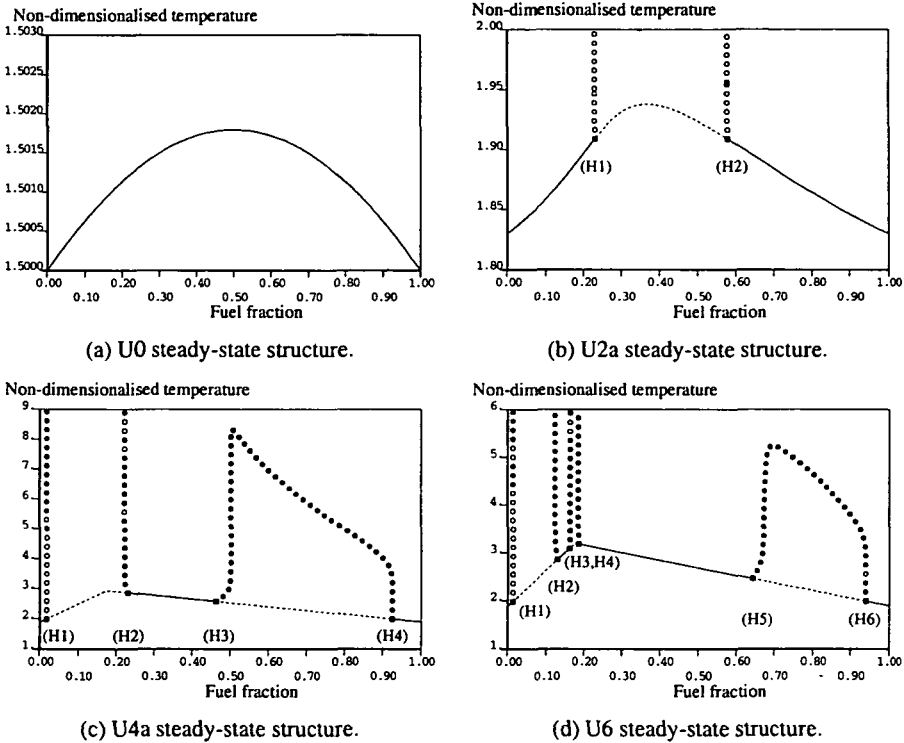 Non-dimensionalised temperature
1.5030
1.5020
1.5015
1.5010
1.5005
1.5000
0.00 0.20 0.40 0.60 0.80 1.00
0.10 0.30 0.50 0.70 0.90
Fuel fraction
(a) U0 steady-state structure.
Non-dimensionalised temperature
2.00
1.95
1.90
1.85
1.80
(H1) (H2)
0.00 0.20 0.40 0.60 0.80 1.00
0.10 0.30 0.50 0.70 0.90
Fuel fraction
(b) U2a steady-state structure.
Non-dimensionalised temperature
9
8
7
6
5
4
3
2
1
(H1) (H2) (H3) (H4)
0.00 0.20 0.40 0.60 0.80 1.00
0.10 0.30 0.50 0.70 0.90
Fuel fraction
(c) U4a steady-state structure.
Non-dimensionalised temperature
6
5
4
3
2
1
(H3,H4)
(H2)
(H1)
(H5) (H6)
0.00 0.20 0.40 0.60 0.80 1.00
0.10 0.30 0.50 0.70 0.90
Fuel fraction
(d) U6 steady-state structure.